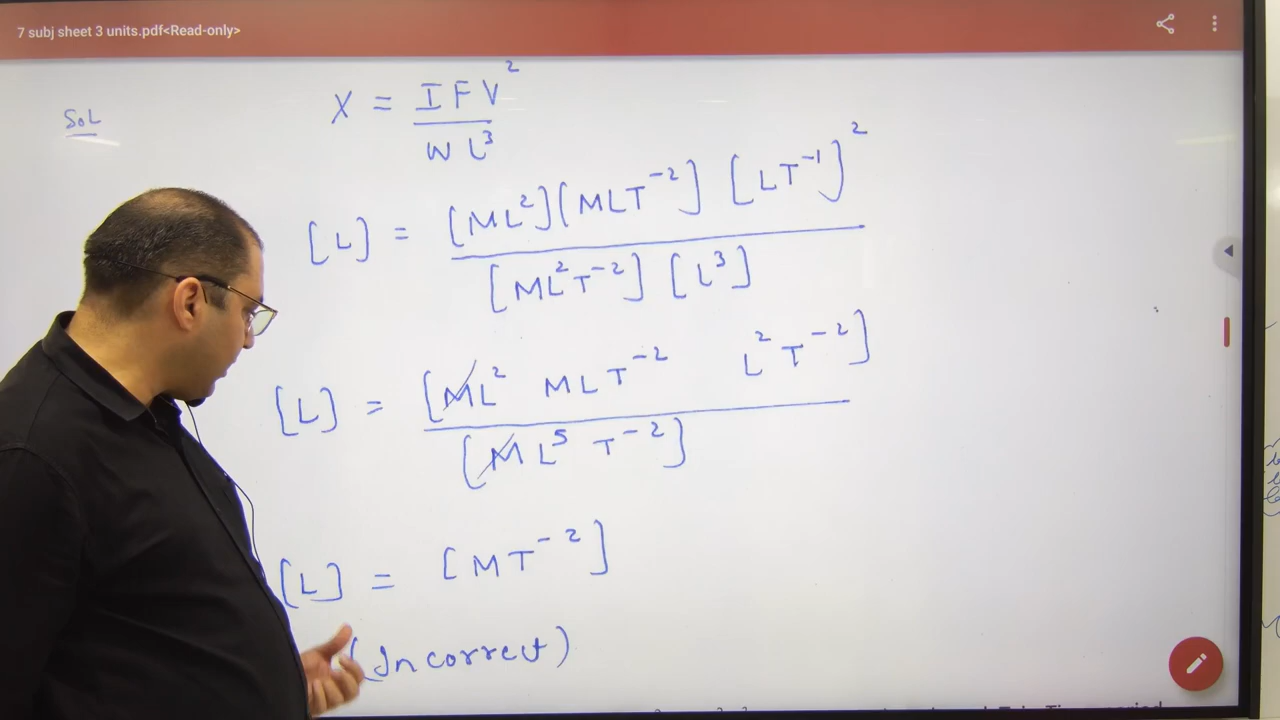 7 subj sheet 3 units.pdf<Read-only>
SOL
X = IFV² / WL³
[L] = [ML²][MLT⁻²] [LT⁻¹]² / [ML²T⁻²] [L³]
[L] = [ML² MLT⁻² L²T⁻²] / [ML⁵ T⁻²]
[L] = [MT⁻²]
(Incorrect)